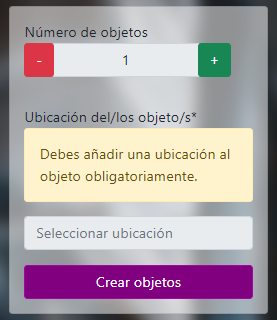 Número de objetos
- 1 +
Ubicación del/los objeto/s*
Debes añadir una ubicación al
objeto obligatoriamente.
Seleccionar ubicación
Crear objetos